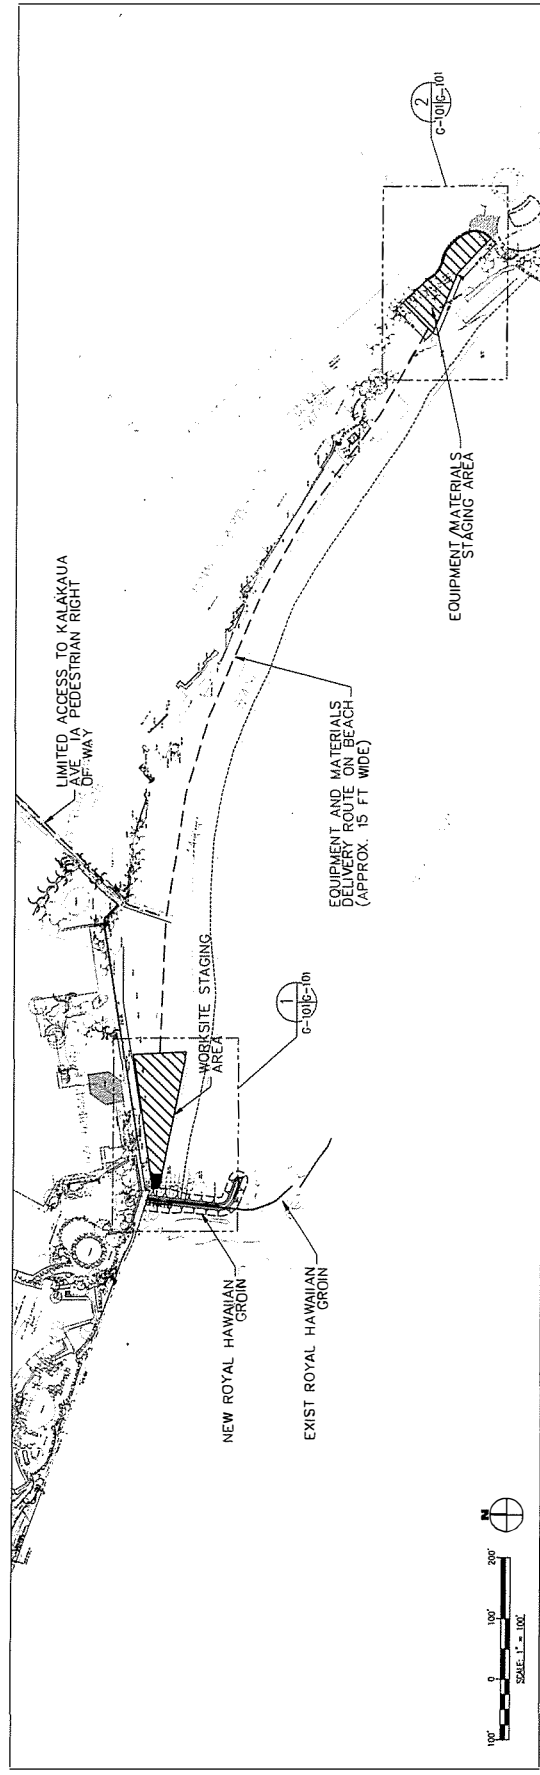 LIMITED ACCESS TO KALAKAUA
AVE IA PEDESTRIAN RIGHT
OF WAY
2
G-101
G-101
WORKSITE STAGING
AREA
1
G-101
G-101
EQUIPMENT AND MATERIALS
DELIVERY ROUTE ON BEACH
(APPROX. 15 FT WIDE)
EQUIPMENT/MATERIALS
STAGING AREA
NEW ROYAL HAWAIIAN
GROIN
EXIST ROYAL HAWAIIAN
GROIN
N
100' 0 100' 200'
SCALE: 1" = 100'